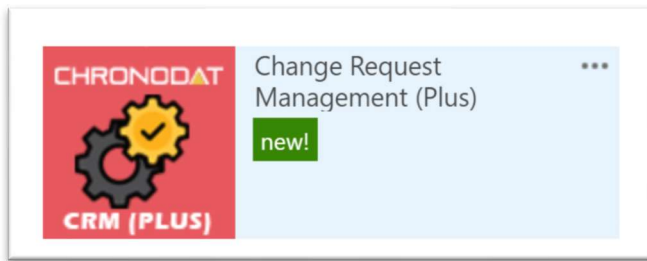 CHRONODAT
CRM (PLUS)
Change Request
Management (Plus)
new!